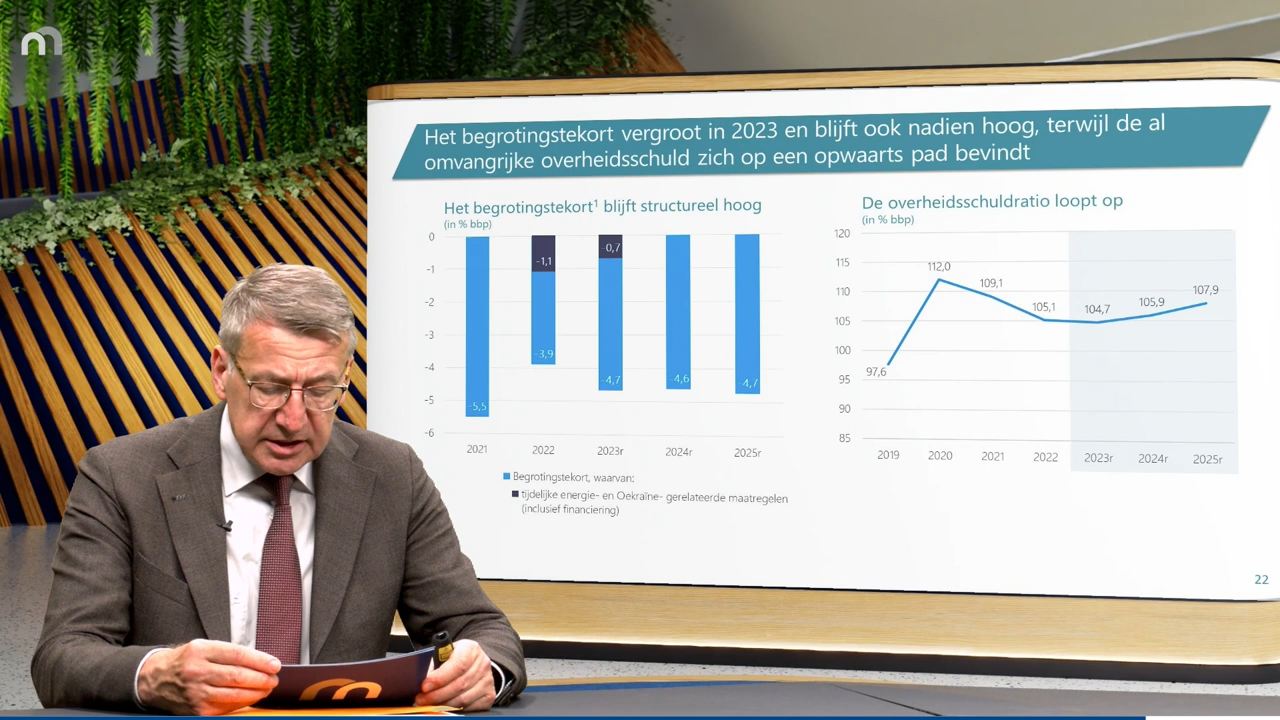 Het begrotingstekort vergroot in 2023 en blijft ook nadien hoog, terwijl de al
omvangrijke overheidsschuld zich op een opwaarts pad bevindt
Het begrotingstekort¹ blijft structureel hoog
(in % bbp)
0
-1
-2
-3
-4
-5
-6
-5,5
-1,1
-3,9
-0,7
-4,7
-4,6
-4,7
2021
2022
2023r
2024r
2025r
Begrotingstekort, waarvan:
tijdelijke energie- en Oekraïne- gerelateerde maatregelen
(inclusief financiering)
De overheidsschuldratio loopt op
(in % bbp)
120
115
110
105
100
95
90
85
97,6
112,0
109,1
105,1
104,7
105,9
107,9
2019
2020
2021
2022
2023r
2024r
2025r
22